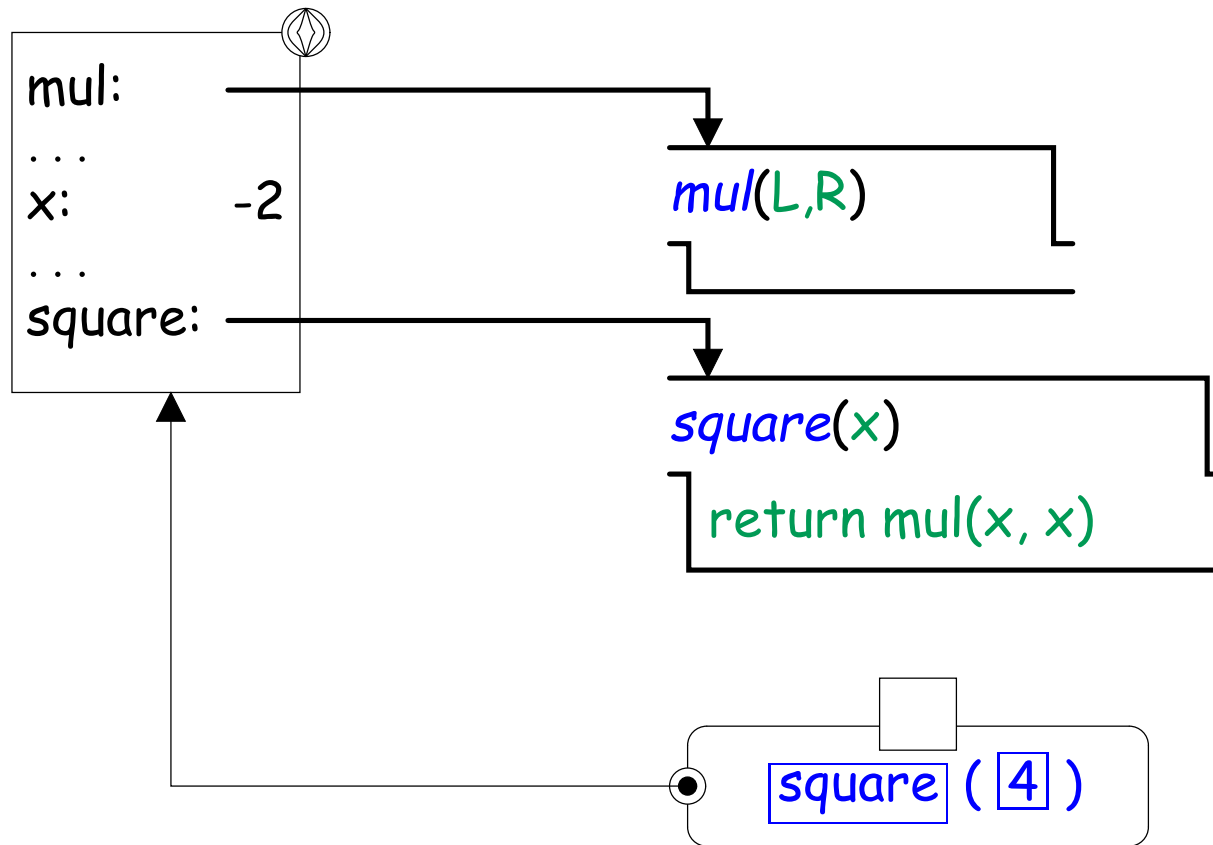 mul:
. . .
x: -2
. . .
square:
mul(L,R)
square(x)
return mul(x, x)
square ( 4 )